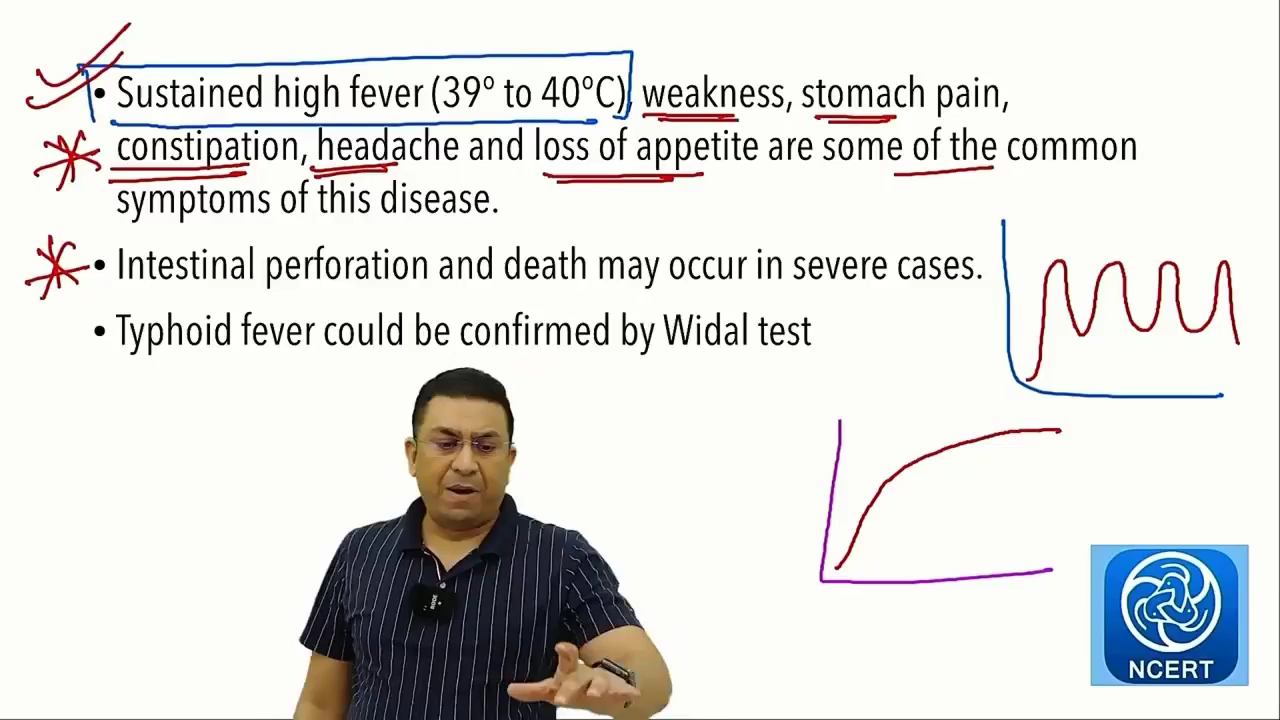 • Sustained high fever (39° to 40°C), weakness, stomach pain,
constipation, headache and loss of appetite are some of the common
symptoms of this disease.
• Intestinal perforation and death may occur in severe cases.
• Typhoid fever could be confirmed by Widal test
RODE
NCERT